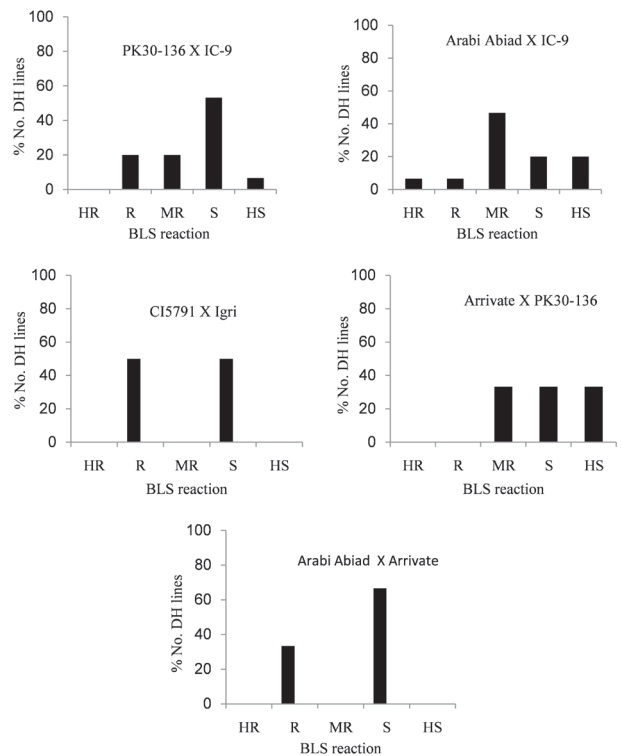 PK30-136 X IC-9
% No. DH lines
100
80
60
40
20
0
HR R MR S HS
BLS reaction
Arabi Abiad X IC-9
% No. DH lines
100
80
60
40
20
0
HR R MR S HS
BLS reaction
CI5791 X Igri
% No. DH lines
100
80
60
40
20
0
HR R MR S HS
BLS reaction
Arrivate X PK30-136
% No. DH lines
100
80
60
40
20
0
HR R MR S HS
BLS reaction
Arabi Abiad X Arrivate
% No. DH lines
100
80
60
40
20
0
HR R MR S HS
BLS reaction